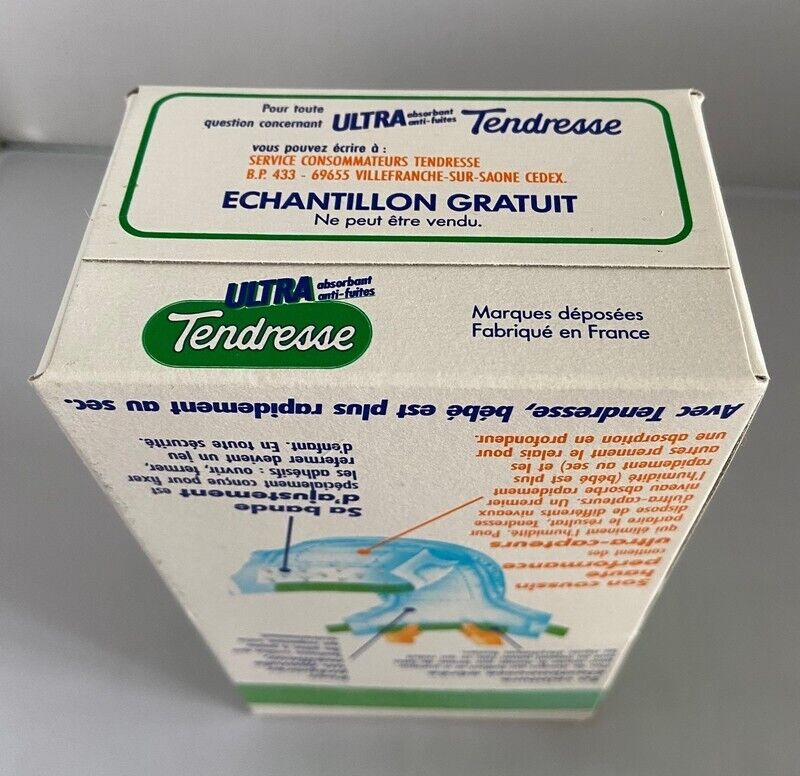 Pour toute
question concernant ULTRA absorbant anti-fuites Tendresse
vous pouvez écrire à :
SERVICE CONSOMMATEURS TENDRESSE
B.P. 433 - 69655 VILLEFRANCHE-SUR-SAONE CEDEX.
ECHANTILLON GRATUIT
Ne peut être vendu.
ULTRA absorbant
anti-fuites
Tendresse
Marques déposées
Fabriqué en France
Son coussin
haute
performance
contient des
ultra-capteurs
qui éliminent l'humidité. Pour
parfaire le résultat, Tendresse
dispose de différents niveaux
d'ultra-capteurs. Un premier
niveau absorbe rapidement
l'humidité (bébé est plus
rapidement au sec) et les
autres prennent le relais pour
une absorption en profondeur.
Sa bande
d'ajustement est
spécialement conçue pour fixer
les adhésifs : ouvrir, fermer,
refermer devient un jeu
d'enfant. En toute sécurité.
Avec Tendresse, bébé est plus rapidement au sec.